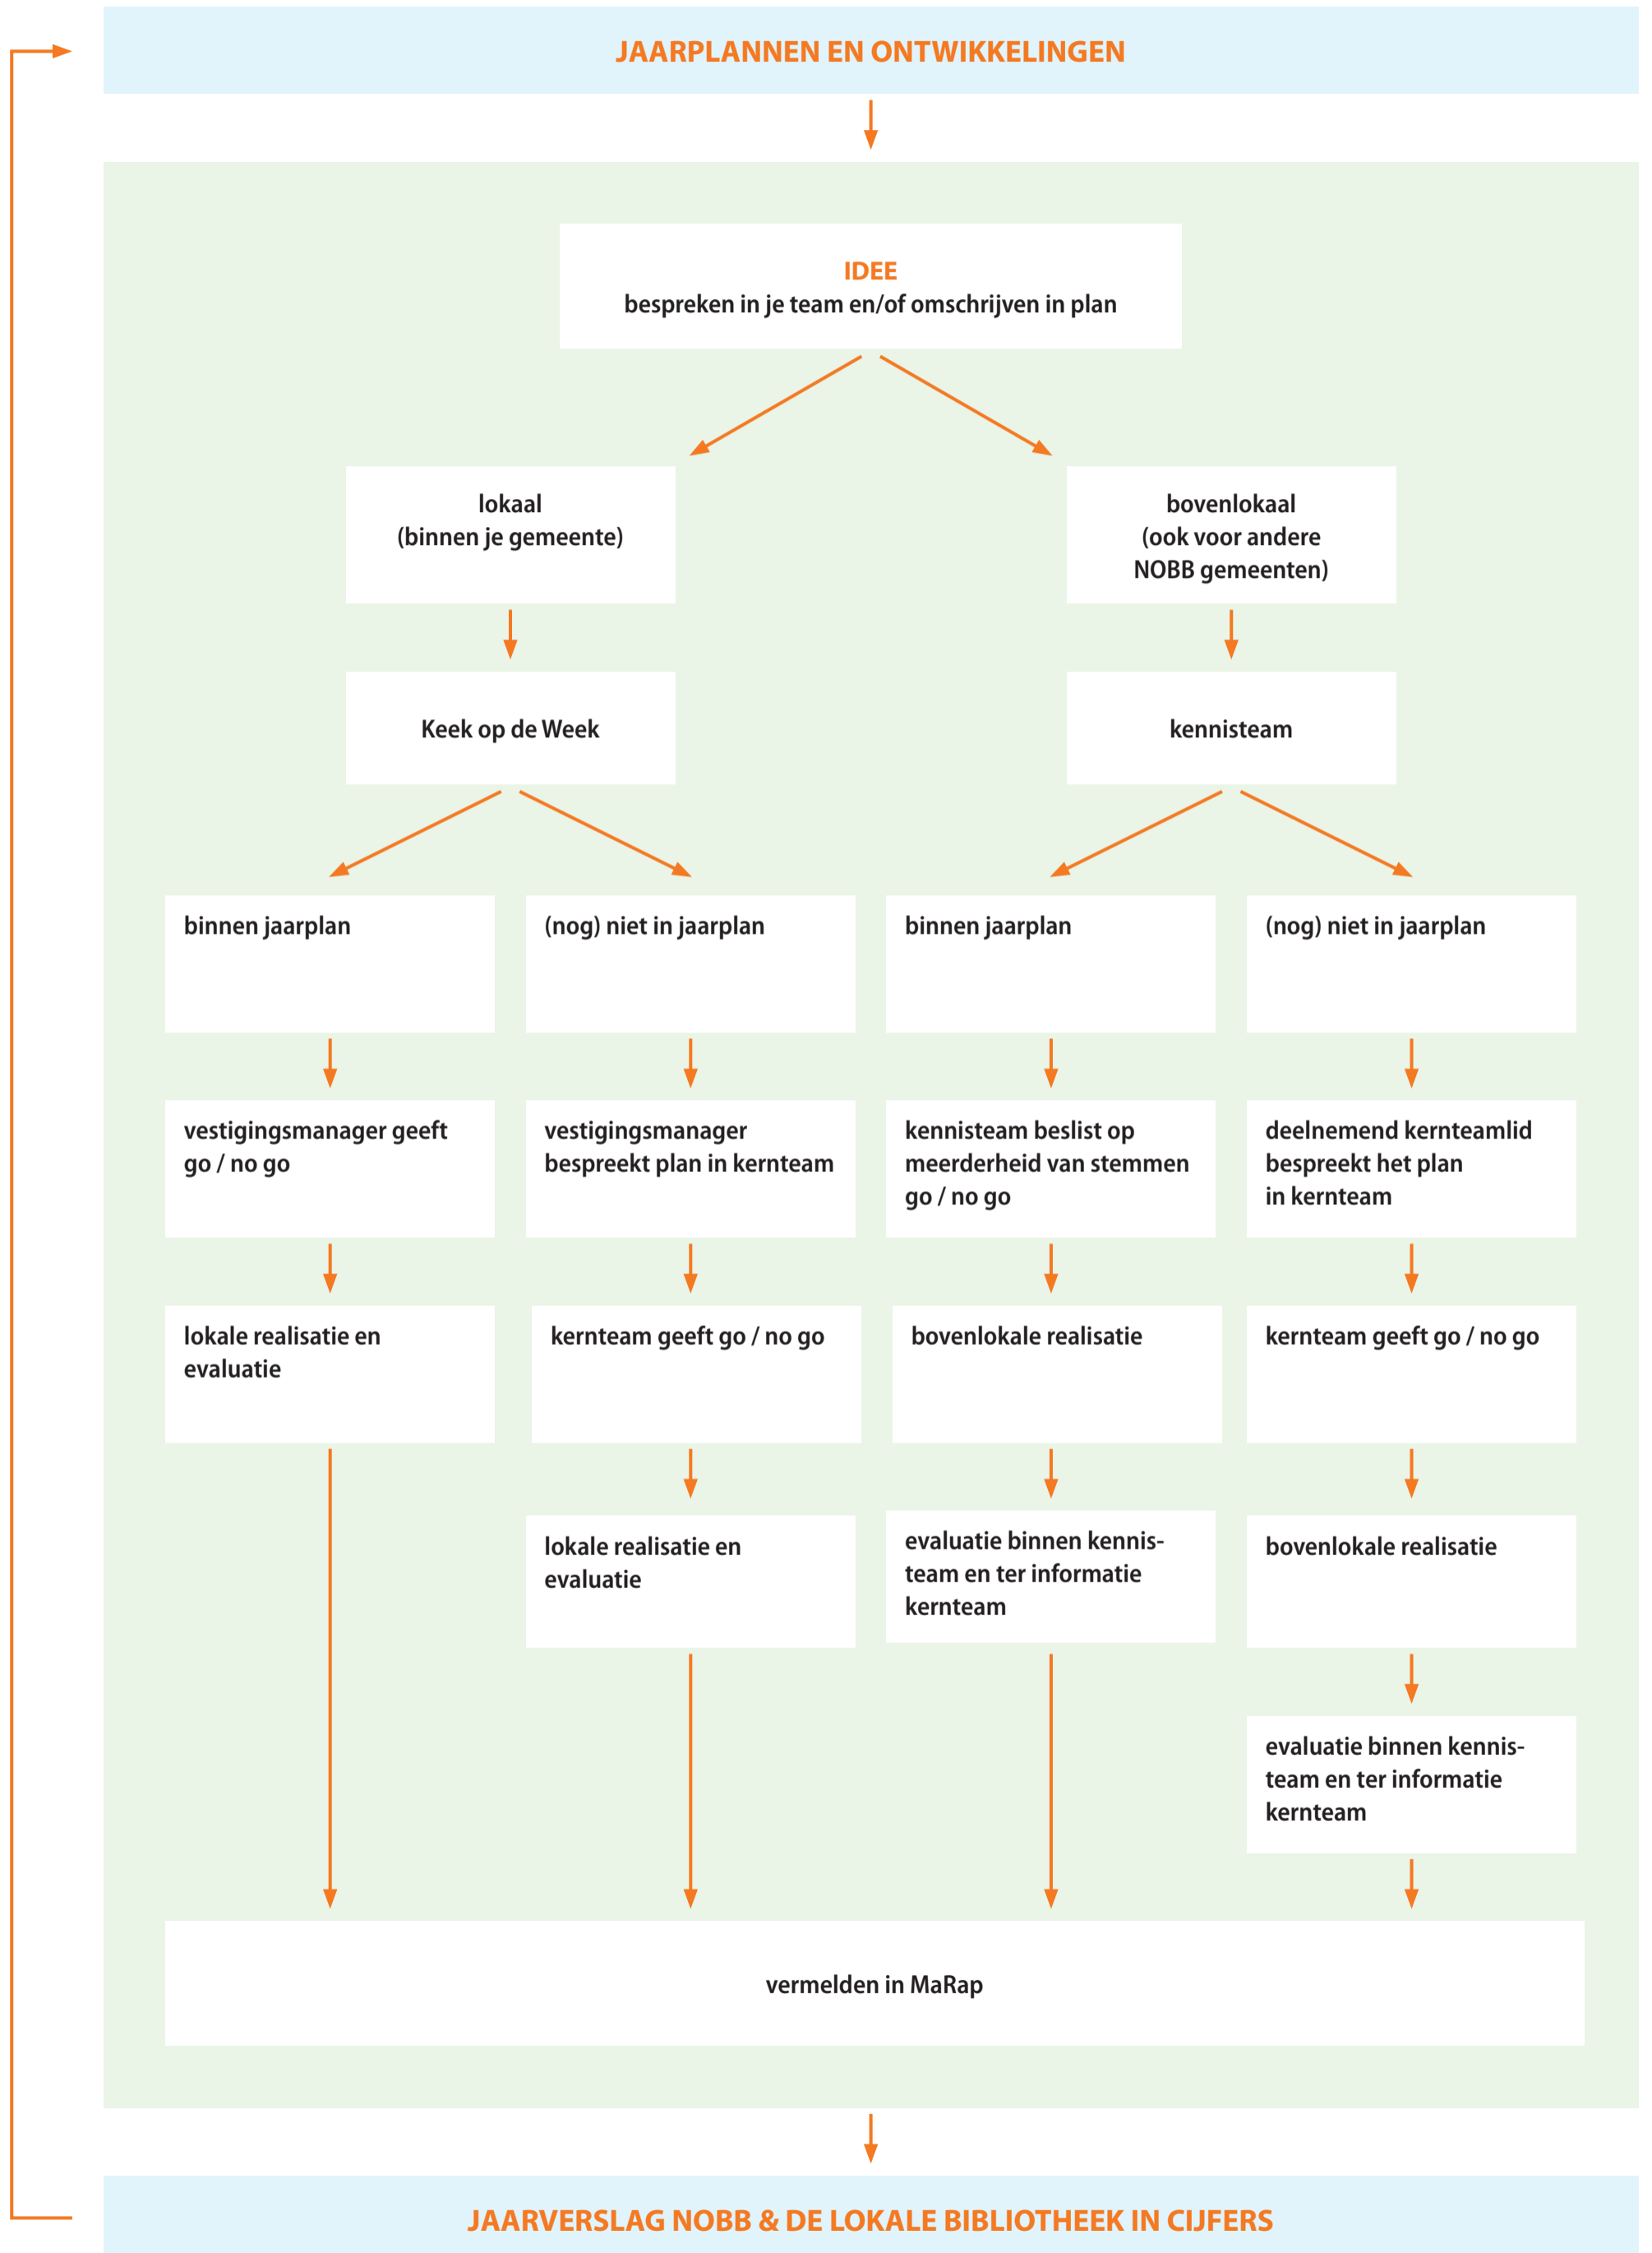 JAARPLANNEN EN ONTWIKKELINGEN
IDEE
bespreken in je team en/of omschrijven in plan
lokaal
(binnen je gemeente)
bovenlokaal
(ook voor andere
NOBB gemeenten)
Keek op de Week
kennisteam
binnen jaarplan
(nog) niet in jaarplan
binnen jaarplan
(nog) niet in jaarplan
vestigingsmanager geeft
go / no go
vestigingsmanager
bespreekt plan in kernteam
kennisteam beslist op
meerderheid van stemmen
go / no go
deelnemend kernteamlid
bespreekt het plan
in kernteam
lokale realisatie en
evaluatie
kernteam geeft go / no go
bovenlokale realisatie
kernteam geeft go / no go
lokale realisatie en
evaluatie
evaluatie binnen kennis-
team en ter informatie
kernteam
bovenlokale realisatie
evaluatie binnen kennis-
team en ter informatie
kernteam
vermelden in MaRap
JAARVERSLAG NOBB & DE LOKALE BIBLIOTHEEK IN CIJFERS